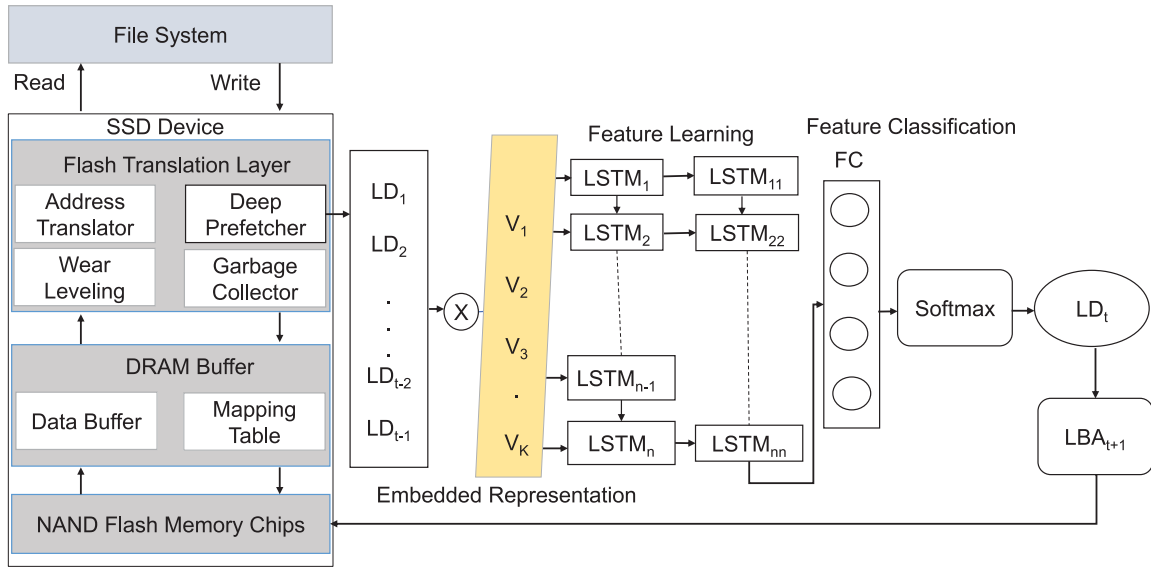 File System
Read
Write
SSD Device
Flash Translation Layer
Address
Translator
Deep
Prefetcher
Wear
Leveling
Garbage
Collector
DRAM Buffer
Data Buffer
Mapping
Table
NAND Flash Memory Chips
LD1
LD2
.
.
.
.
LDt-2
LDt-1
X
V1
V2
V3
.
VK
Embedded Representation
Feature Learning
LSTM1
LSTM11
LSTM2
LSTM22
LSTMn-1
LSTMn
LSTMnn
Feature Classification
FC
Softmax
LDt
LBAt+1